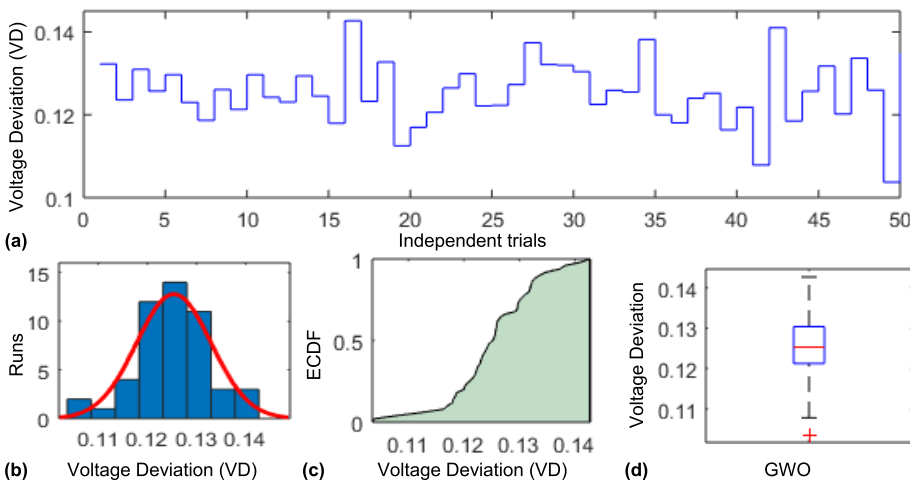 Voltage Deviation (VD)
0.14
0.12
0.1
0 5 10 15 20 25 30 35 40 45 50
(a) Independent trials
Runs
15
10
5
0
0.11 0.12 0.13 0.14
(b) Voltage Deviation (VD)
ECDF
1
0.5
0
0.11 0.12 0.13 0.14
(c) Voltage Deviation (VD)
Voltage Deviation
0.14
0.13
0.12
0.11
(d) GWO